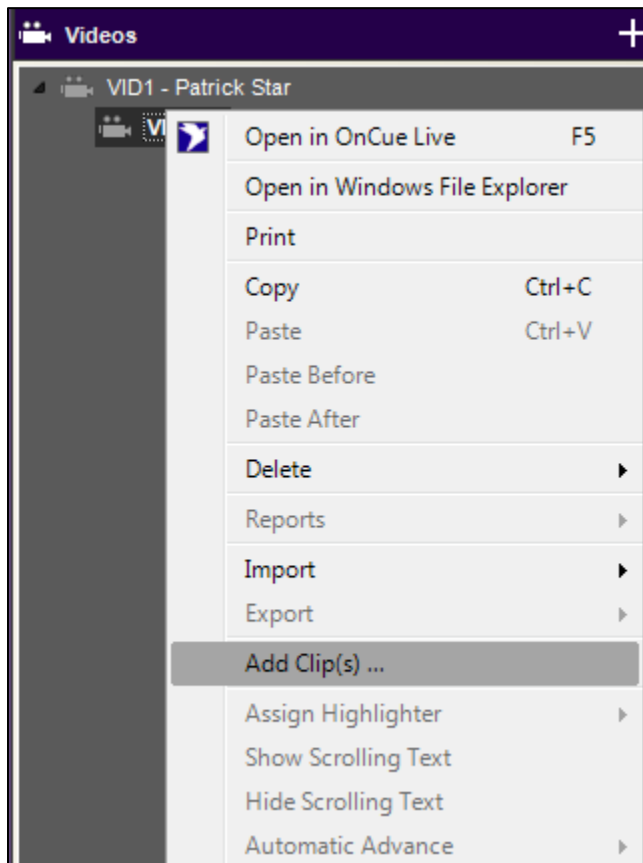 Videos
VID1 - Patrick Star
VI
Open in OnCue Live F5
Open in Windows File Explorer
Print
Copy Ctrl+C
Paste Ctrl+V
Paste Before
Paste After
Delete
Reports
Import
Export
Add Clip(s) ...
Assign Highlighter
Show Scrolling Text
Hide Scrolling Text
Automatic Advance